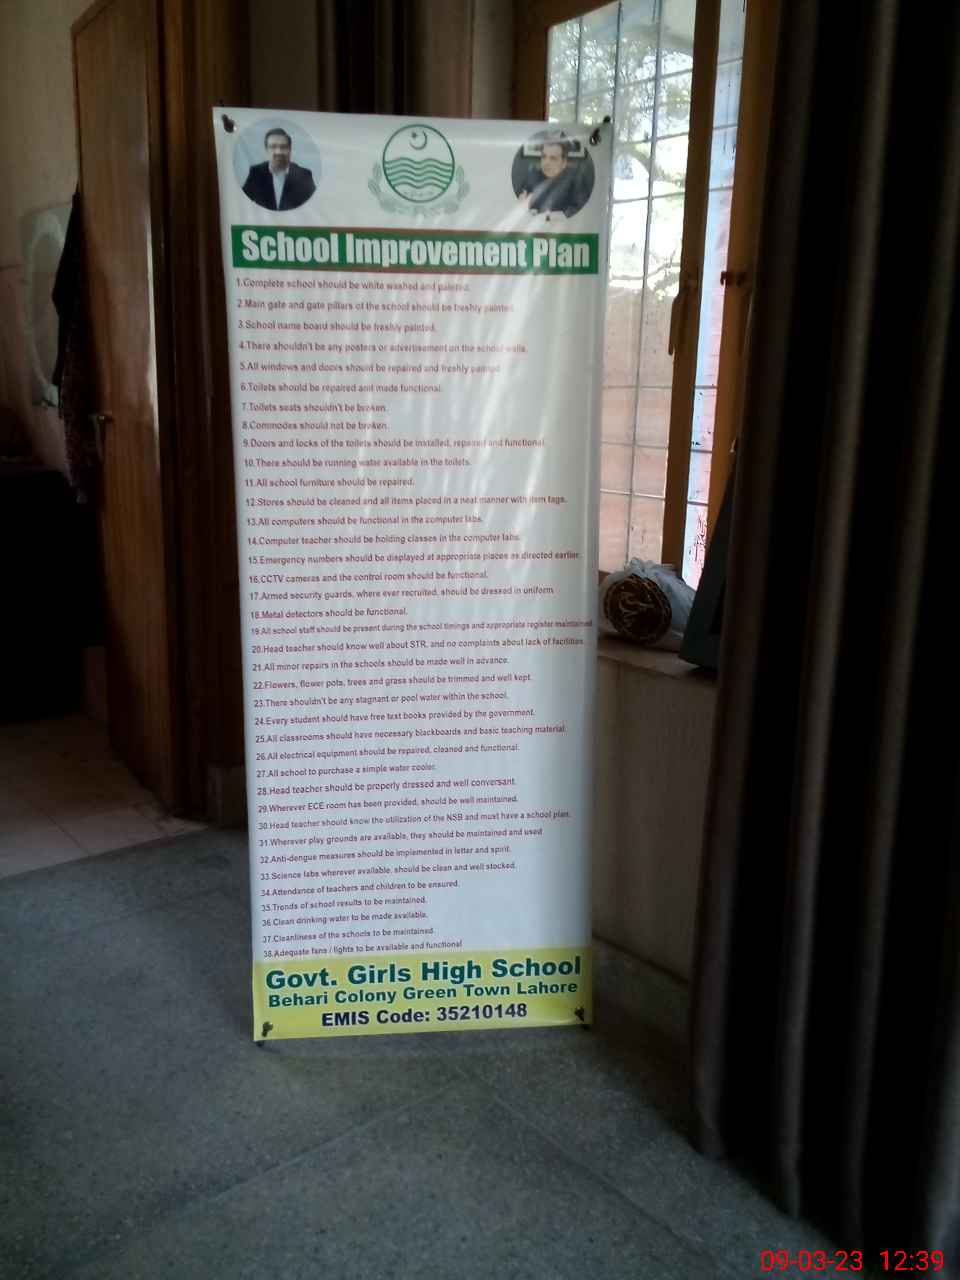 School Improvement Plan
1.Complete school should be white washed and painted.
2.Main gate and gate pillars of the school should be freshly painted
3.School name board should be freshly painted.
4.There shouldn't be any posters or advertisement on the school walls.
5.All windows and doors should be repaired and freshly painted
6.Toilets should be repaired and made functional.
7.Toilets seats shouldn't be broken.
8.Commodes should not be broken.
9.Doors and locks of the toilets should be installed, repaired and functional.
10.There should be running water available in the toilets.
11.All school furniture should be repaired.
12.Stores should be cleaned and all items placed in a neat manner with item tags.
13.All computers should be functional in the computer labs.
14.Computer teacher should be holding classes in the computer labs.
15.Emergency numbers should be displayed at appropriate places as directed earlier.
16.CCTV cameras and the control room should be functional.
17.Armed security guards, where ever recruited, should be dressed in uniform
18.Metal detectors should be functional.
19.All school staff should be present during the school timings and appropriate register maintained
20.Head teacher should know well about STR, and no complaints about lack of facilities.
21.All minor repairs in the schools should be made well in advance.
22.Flowers, flower pots, trees and grass should be trimmed and well kept.
23.There shouldn't be any stagnant or pool water within the school.
24.Every student should have free text books provided by the government.
25.All classrooms should have necessary blackboards and basic teaching material.
26.All electrical equipment should be repaired, cleaned and functional.
27.All school to purchase a simple water cooler.
28.Head teacher should be properly dressed and well conversant.
29.Wherever ECE room has been provided, should be well maintained.
30.Head teacher should know the utilization of the NSB and must have a school plan.
31.Wherever play grounds are available, they should be maintained and used
32.Anti-dengue measures should be implemented in letter and spirit.
33.Science labs wherever available, should be clean and well stocked.
34.Attendance of teachers and children to be ensured.
35.Trends of school results to be maintained.
36.Clean drinking water to be made available.
37.Cleanliness of the schools to be maintained.
38.Adequate fans / lights to be available and functional
Govt. Girls High School
Behari Colony Green Town Lahore
EMIS Code: 35210148
09-03-23 12:39